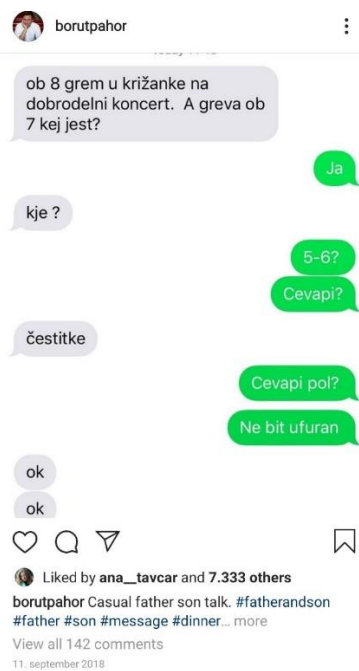 borutpahor
ob 8 grem u križanke na
dobrodelni koncert. A greva ob
7 kej jest?
Ja
kje ?
5-6?
Cevapi?
čestitke
Cevapi pol?
Ne bit ufuran
ok
ok
Liked by ana__tavcar and 7.333 others
borutpahor Casual father son talk. #fatherandson
#father #son #message #dinner... more
View all 142 comments
11. september 2018